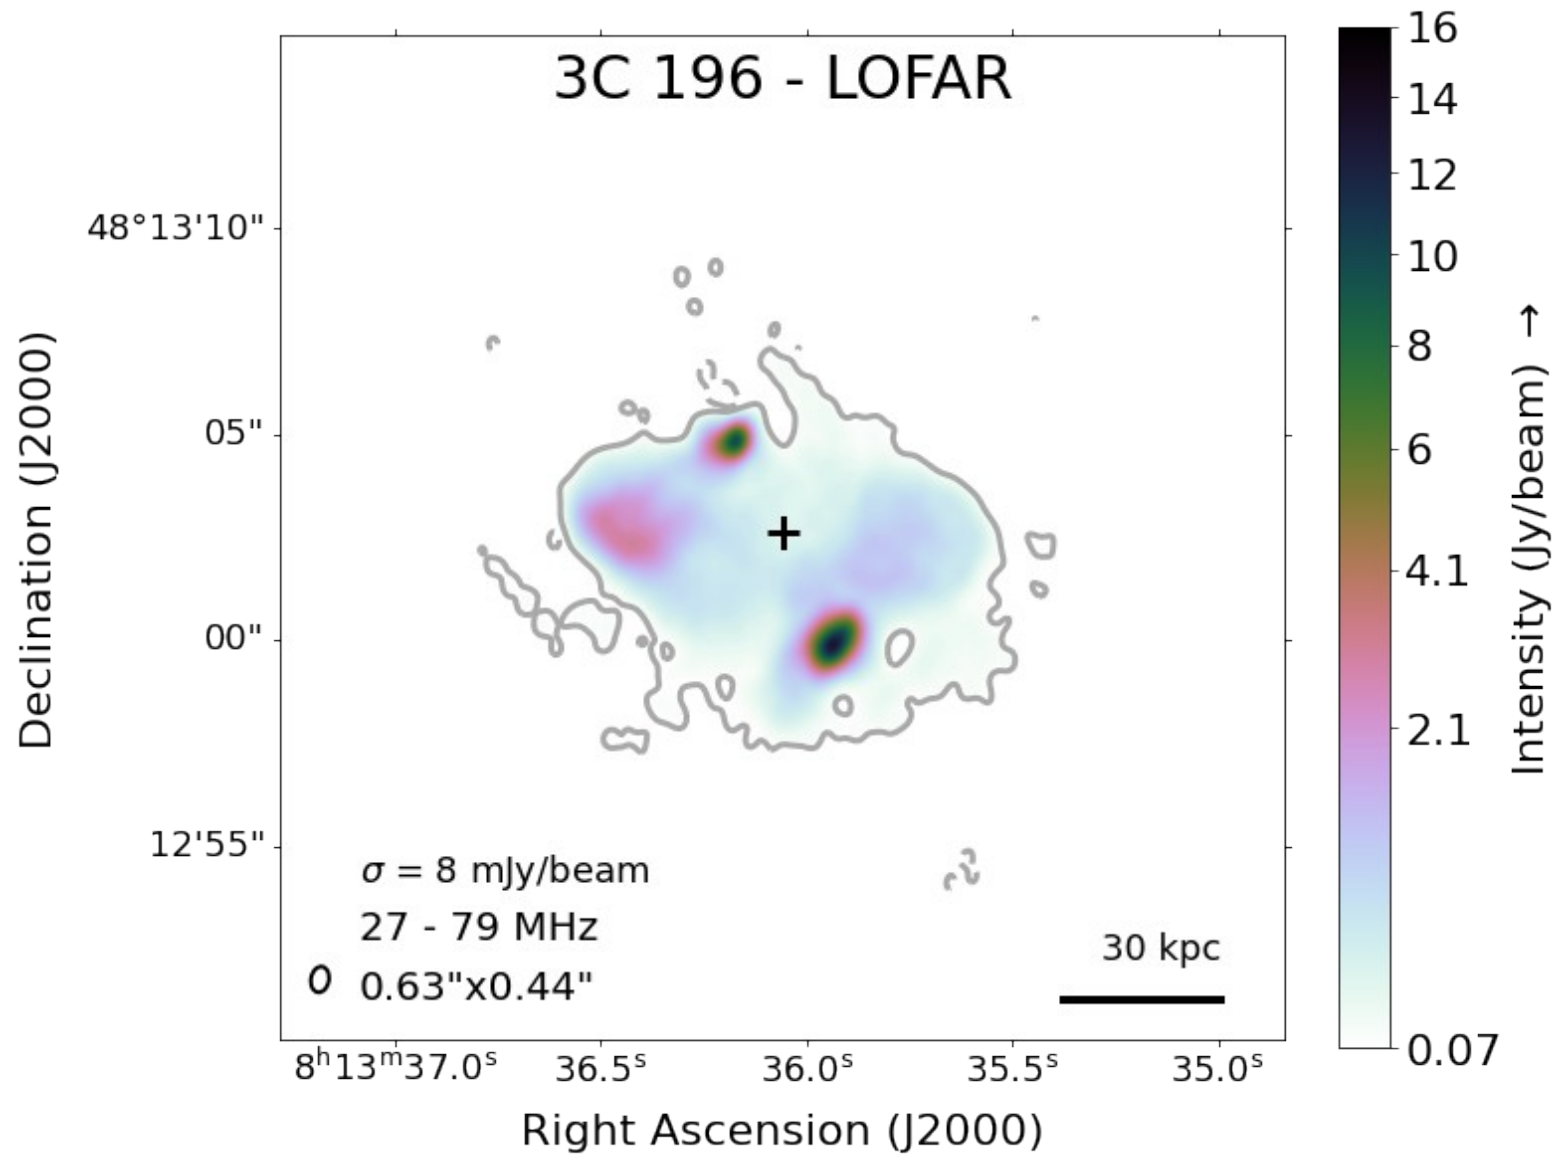 3C 196 - LOFAR
Declination (J2000)
48°13'10"
05"
00"
12'55"
σ = 8 mJy/beam
27 - 79 MHz
0.63"x0.44"
30 kpc
8ʰ13ᵐ37.0ˢ
36.5ˢ
36.0ˢ
35.5ˢ
35.0ˢ
Right Ascension (J2000)
16
14
12
10
8
6
4.1
2.1
0.07
Intensity (Jy/beam) →